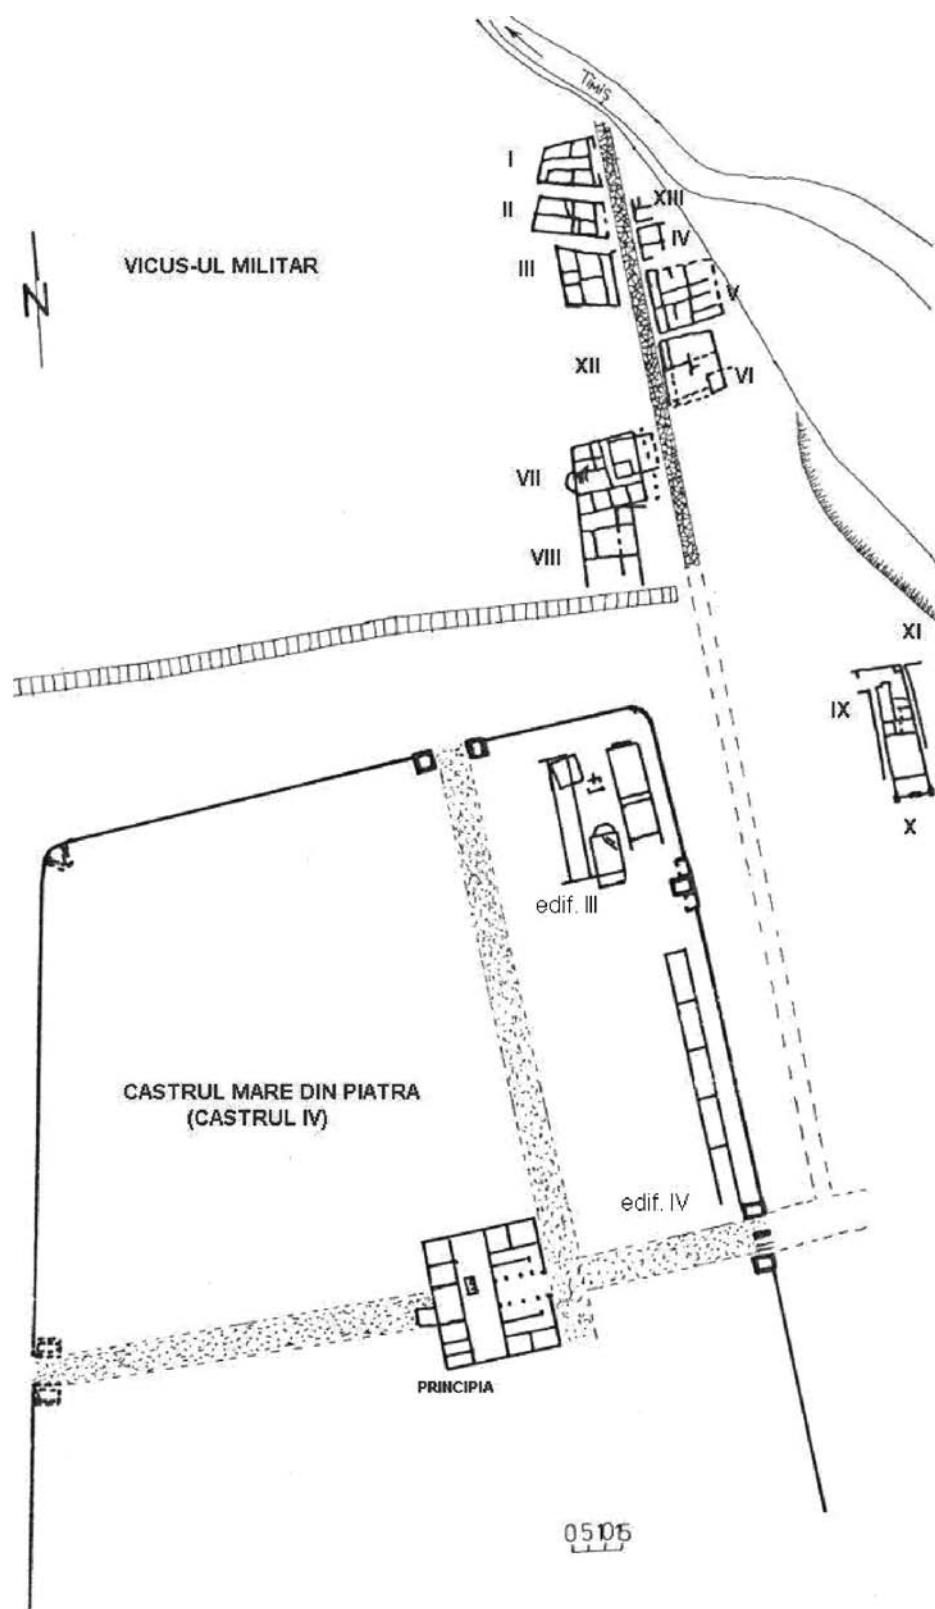 Timiș
I
XIII
II
IV
VICUS-UL MILITAR
III
N
V
XII
VI
VII
VIII
XI
IX
X
edif. III
CASTRUL MARE DIN PIATRA
(CASTRUL IV)
edif. IV
PRINCIPIA
0 5 10 15